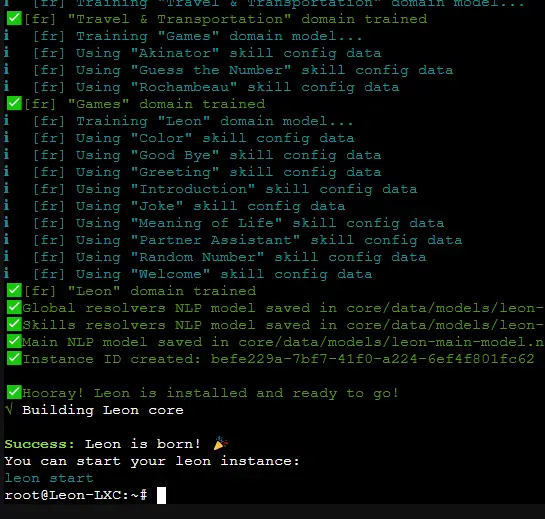 ℹ [fr] Training "Travel & Transportation" domain model...
✅[fr] "Travel & Transportation" domain trained
ℹ [fr] Training "Games" domain model...
ℹ [fr] Using "Akinator" skill config data
ℹ [fr] Using "Guess the Number" skill config data
ℹ [fr] Using "Rochambeau" skill config data
✅[fr] "Games" domain trained
ℹ [fr] Training "Leon" domain model...
ℹ [fr] Using "Color" skill config data
ℹ [fr] Using "Good Bye" skill config data
ℹ [fr] Using "Greeting" skill config data
ℹ [fr] Using "Introduction" skill config data
ℹ [fr] Using "Joke" skill config data
ℹ [fr] Using "Meaning of Life" skill config data
ℹ [fr] Using "Partner Assistant" skill config data
ℹ [fr] Using "Random Number" skill config data
ℹ [fr] Using "Welcome" skill config data
✅[fr] "Leon" domain trained
✅Global resolvers NLP model saved in core/data/models/leon-
✅Skills resolvers NLP model saved in core/data/models/leon-
✅Main NLP model saved in core/data/models/leon-main-model.n
✅Instance ID created: befe229a-7bf7-41f0-a224-6ef4f801fc62
✅Hooray! Leon is installed and ready to go!
√ Building Leon core
Success: Leon is born! 🎉
You can start your leon instance:
leon start
root@Leon-LXC:~#